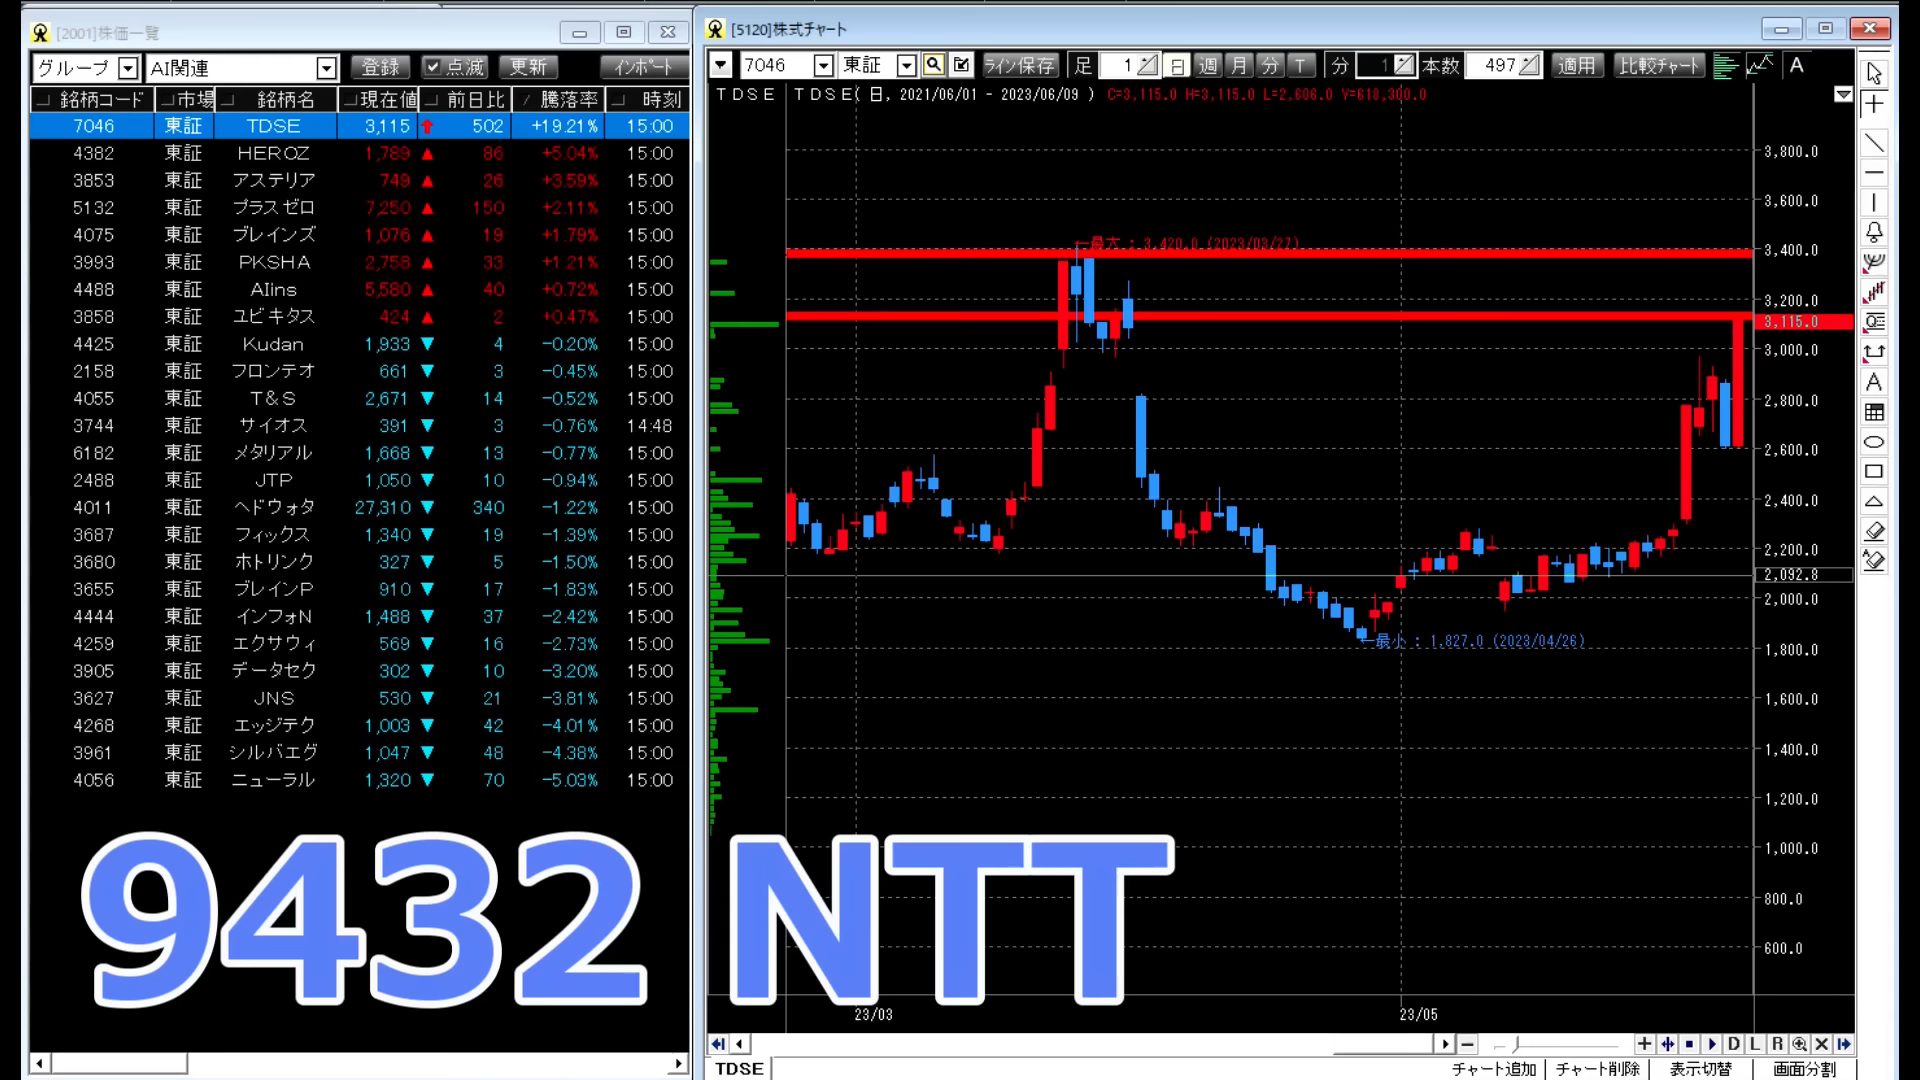 [2001]株価一覧
グループ AI関連 登録 点滅 更新 インポート
銘柄コード 市場 銘柄名 現在値 前日比 騰落率 時刻
7046 東証 TDSE 3,115 502 +19.21% 15:00
4382 東証 HEROZ 1,789 ▲ 86 +5.04% 15:00
3853 東証 アステリア 749 ▲ 26 +3.59% 15:00
5132 東証 プラスゼロ 7,250 ▲ 150 +2.11% 15:00
4075 東証 ブレインズ 1,076 ▲ 19 +1.79% 15:00
3993 東証 PKSHA 2,758 ▲ 33 +1.21% 15:00
4488 東証 AIins 5,580 ▲ 40 +0.72% 15:00
3858 東証 ユビキタス 424 ▲ 2 +0.47% 15:00
4425 東証 Kudan 1,933 ▼ 4 -0.20% 15:00
2158 東証 フロンテオ 661 ▼ 3 -0.45% 15:00
4055 東証 T&S 2,671 ▼ 14 -0.52% 15:00
3744 東証 サイオス 391 ▼ 3 -0.76% 14:48
6182 東証 メタリアル 1,668 ▼ 13 -0.77% 15:00
2488 東証 JTP 1,050 ▼ 10 -0.94% 15:00
4011 東証 ヘドウォタ 27,310 ▼ 340 -1.22% 15:00
3687 東証 フィックス 1,340 ▼ 19 -1.39% 15:00
3680 東証 ホトリンク 327 ▼ 5 -1.50% 15:00
3655 東証 ブレインP 910 ▼ 17 -1.83% 15:00
4444 東証 インフォN 1,488 ▼ 37 -2.42% 15:00
4259 東証 エクサウィ 569 ▼ 16 -2.73% 15:00
3905 東証 データセク 302 ▼ 10 -3.20% 15:00
3627 東証 JNS 530 ▼ 21 -3.81% 15:00
4268 東証 エッジテク 1,003 ▼ 42 -4.01% 15:00
3961 東証 シルバエグ 1,047 ▼ 48 -4.38% 15:00
4056 東証 ニューラル 1,320 ▼ 70 -5.03% 15:00
[5120]株式チャート
7046 東証 ライン保存 足 1 日 週 月 分 T 分 1 本数 497 適用 比較チャート A
TDSE TDSE( 日, 2021/06/01 - 2023/06/09 ) C=3,115.0 H=3,115.0 L=2,606.0 V=618,300.0
3,800.0
3,600.0
←最大 : 3,420.0 (2023/03/27)
3,400.0
3,200.0
3,115.0
3,000.0
2,800.0
2,600.0
2,400.0
2,200.0
2,092.8
2,000.0
←最小 : 1,827.0 (2023/04/26)
1,800.0
1,600.0
1,400.0
1,200.0
1,000.0
800.0
600.0
23/03 23/05
D L R
TDSE チャート追加 チャート削除 表示切替 画面分割
9432 NTT